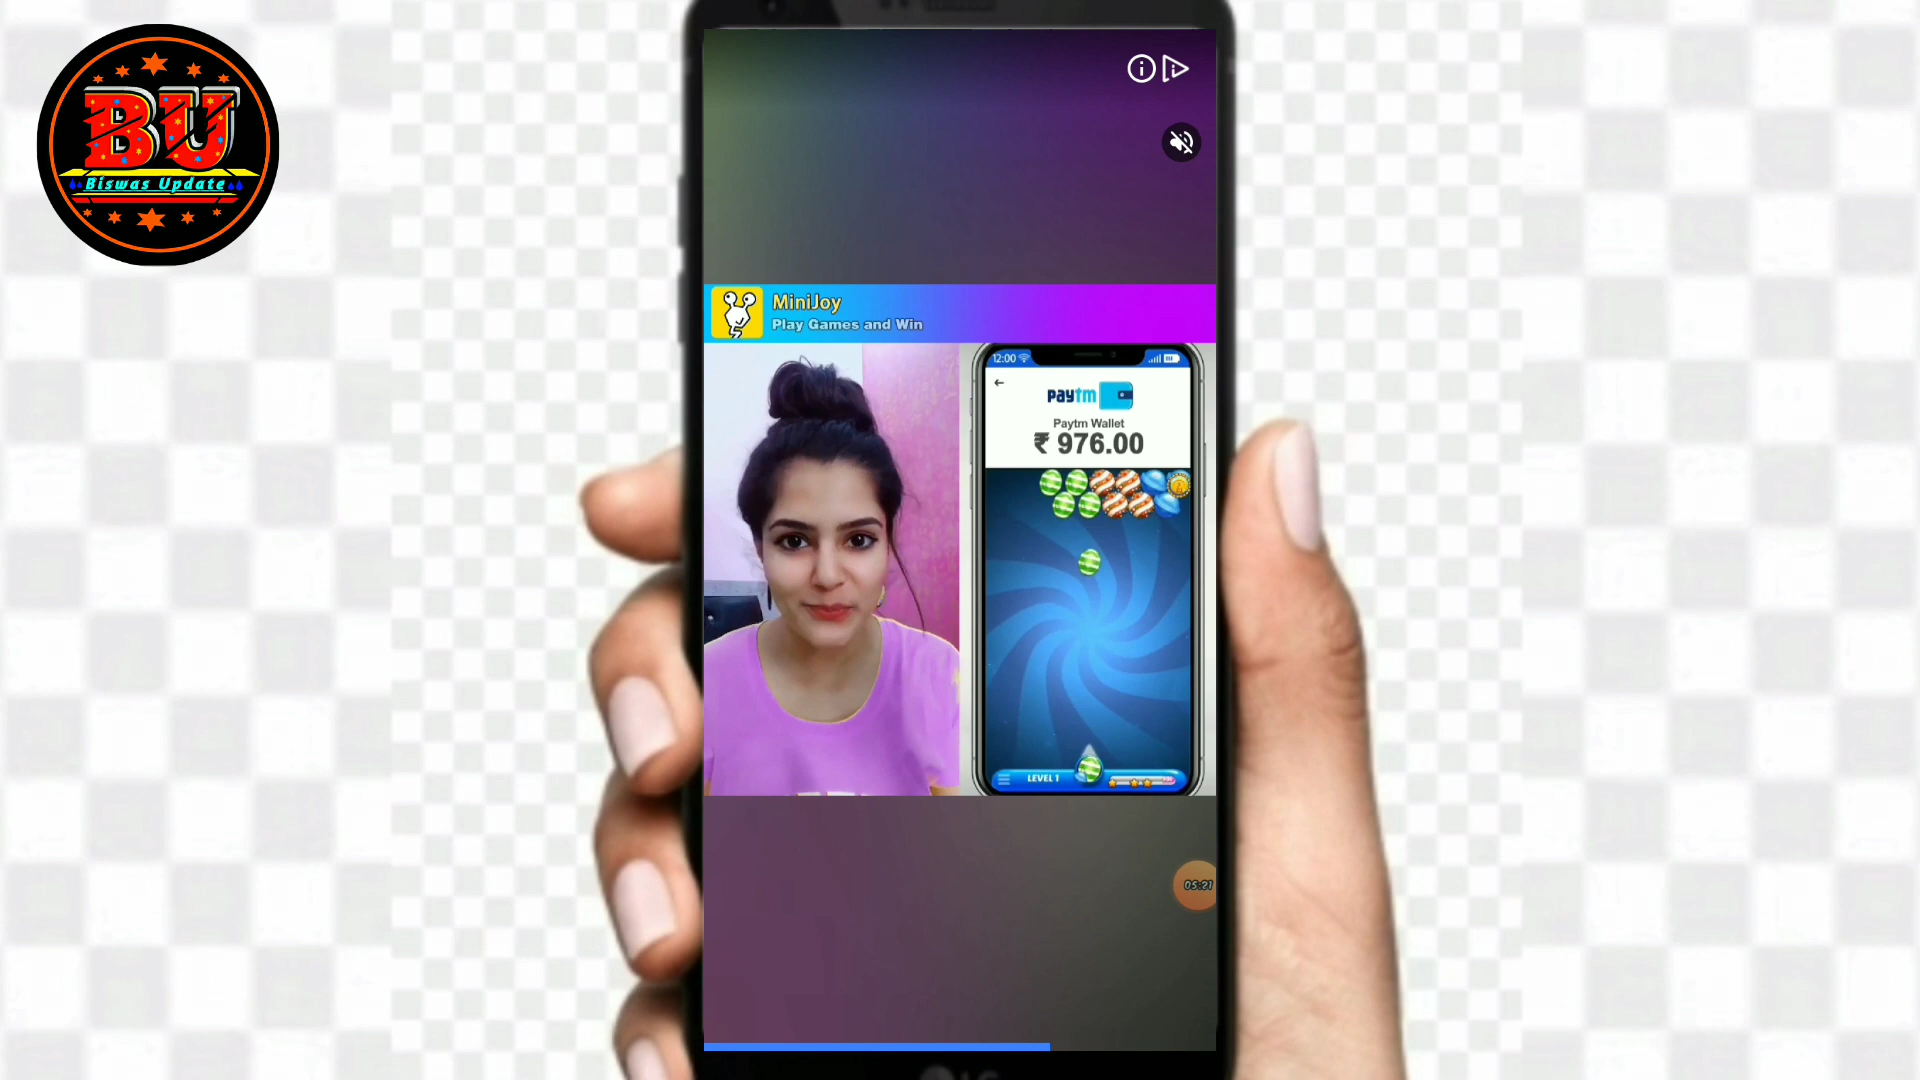 BU
Biswas Update
MiniJoy
Play Games and Win
12:00
paytm
Paytm Wallet
₹ 976.00
LEVEL 1
05:21
LG